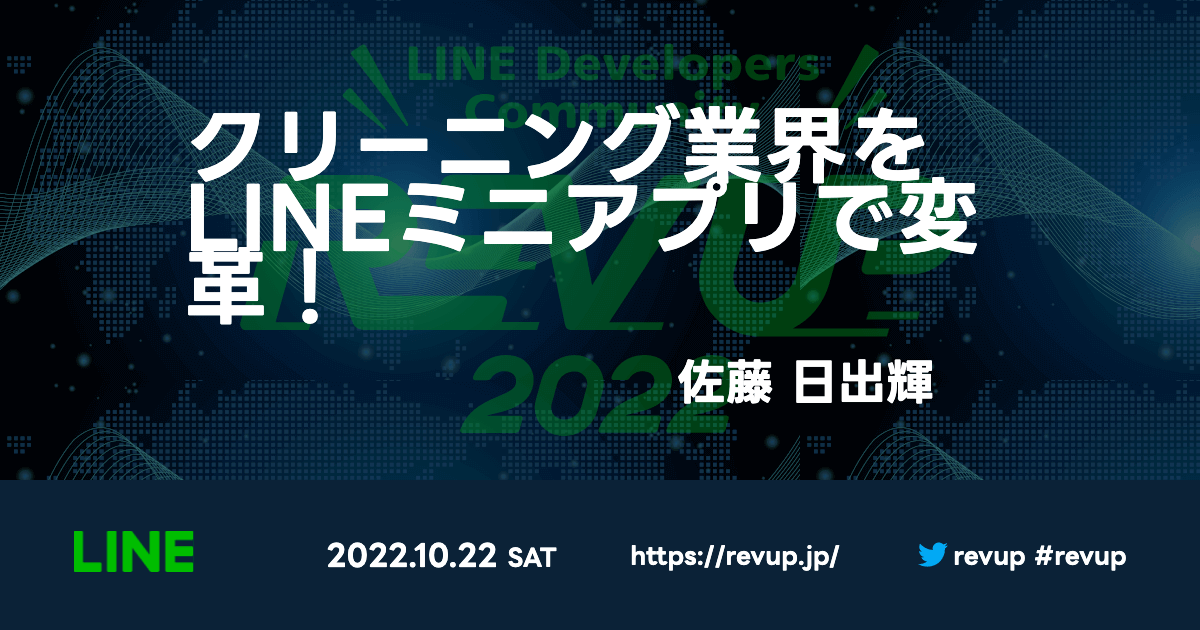 LINE Developers
Community
REVUP
2022
クリーニング業界を
LINEミニアプリで変
革！
佐藤 日出輝
LINE
2022.10.22 SAT
https://revup.jp/
revup #revup